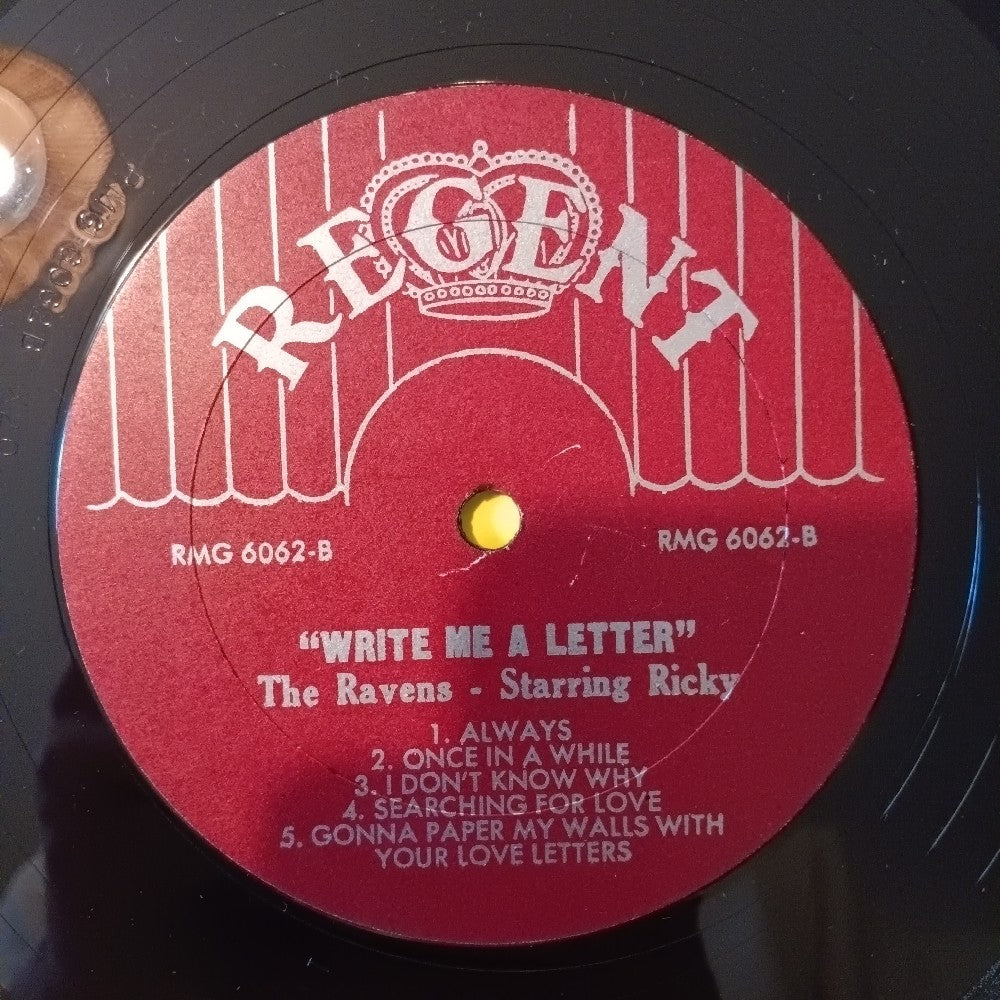 REGENT
RMG 6062-B
RMG 6062-B
“WRITE ME A LETTER”
The Ravens - Starring Ricky
1. ALWAYS
2. ONCE IN A WHILE
3. I DON'T KNOW WHY
4. SEARCHING FOR LOVE
5. GONNA PAPER MY WALLS WITH
YOUR LOVE LETTERS